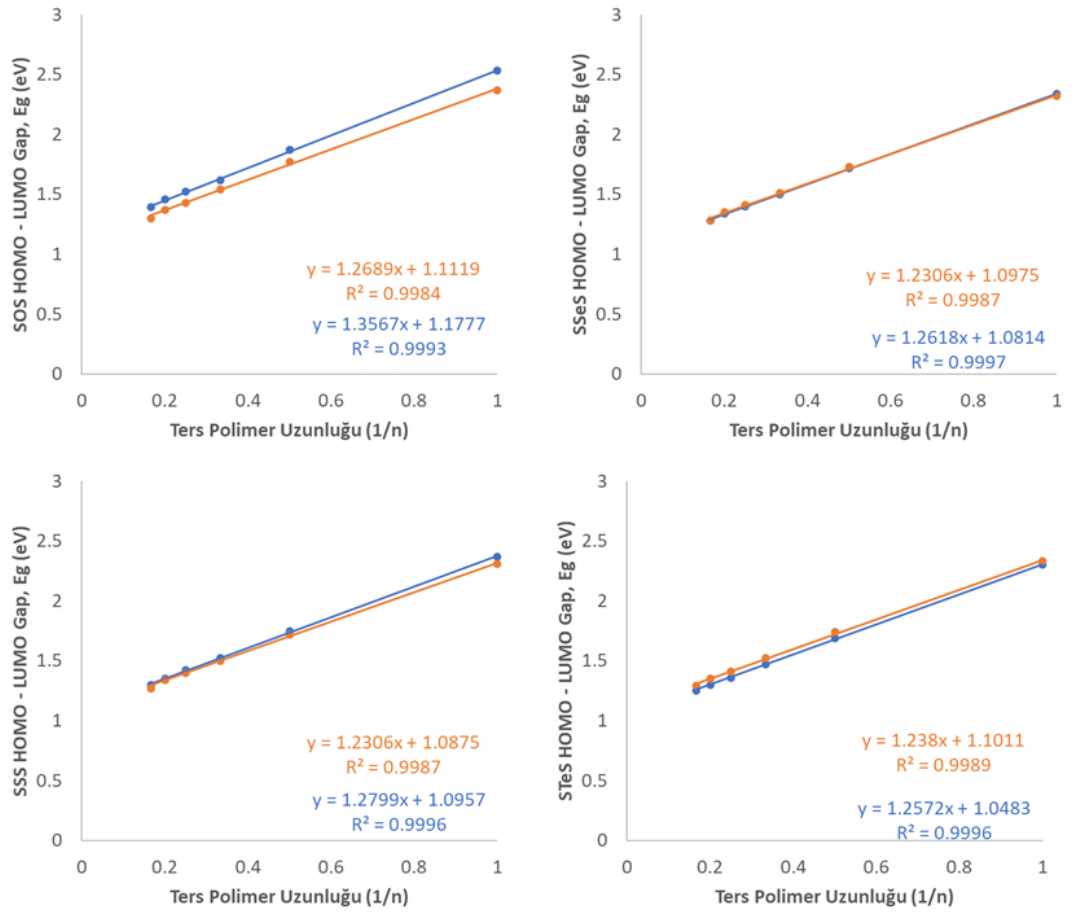 3
2.5
2
1.5
1
0.5
0
SOS HOMO - LUMO Gap, Eg (eV)
y = 1.2689x + 1.1119
R² = 0.9984
y = 1.3567x + 1.1777
R² = 0.9993
0 0.2 0.4 0.6 0.8 1
Ters Polimer Uzunluğu (1/n)
3
2.5
2
1.5
1
0.5
0
SSeS HOMO - LUMO Gap, Eg (eV)
y = 1.2306x + 1.0975
R² = 0.9987
y = 1.2618x + 1.0814
R² = 0.9997
0 0.2 0.4 0.6 0.8 1
Ters Polimer Uzunluğu (1/n)
3
2.5
2
1.5
1
0.5
0
SSS HOMO - LUMO Gap, Eg (eV)
y = 1.2306x + 1.0875
R² = 0.9987
y = 1.2799x + 1.0957
R² = 0.9996
0 0.2 0.4 0.6 0.8 1
Ters Polimer Uzunluğu (1/n)
3
2.5
2
1.5
1
0.5
0
STeS HOMO - LUMO Gap, Eg (eV)
y = 1.238x + 1.1011
R² = 0.9989
y = 1.2572x + 1.0483
R² = 0.9996
0 0.2 0.4 0.6 0.8 1
Ters Polimer Uzunluğu (1/n)